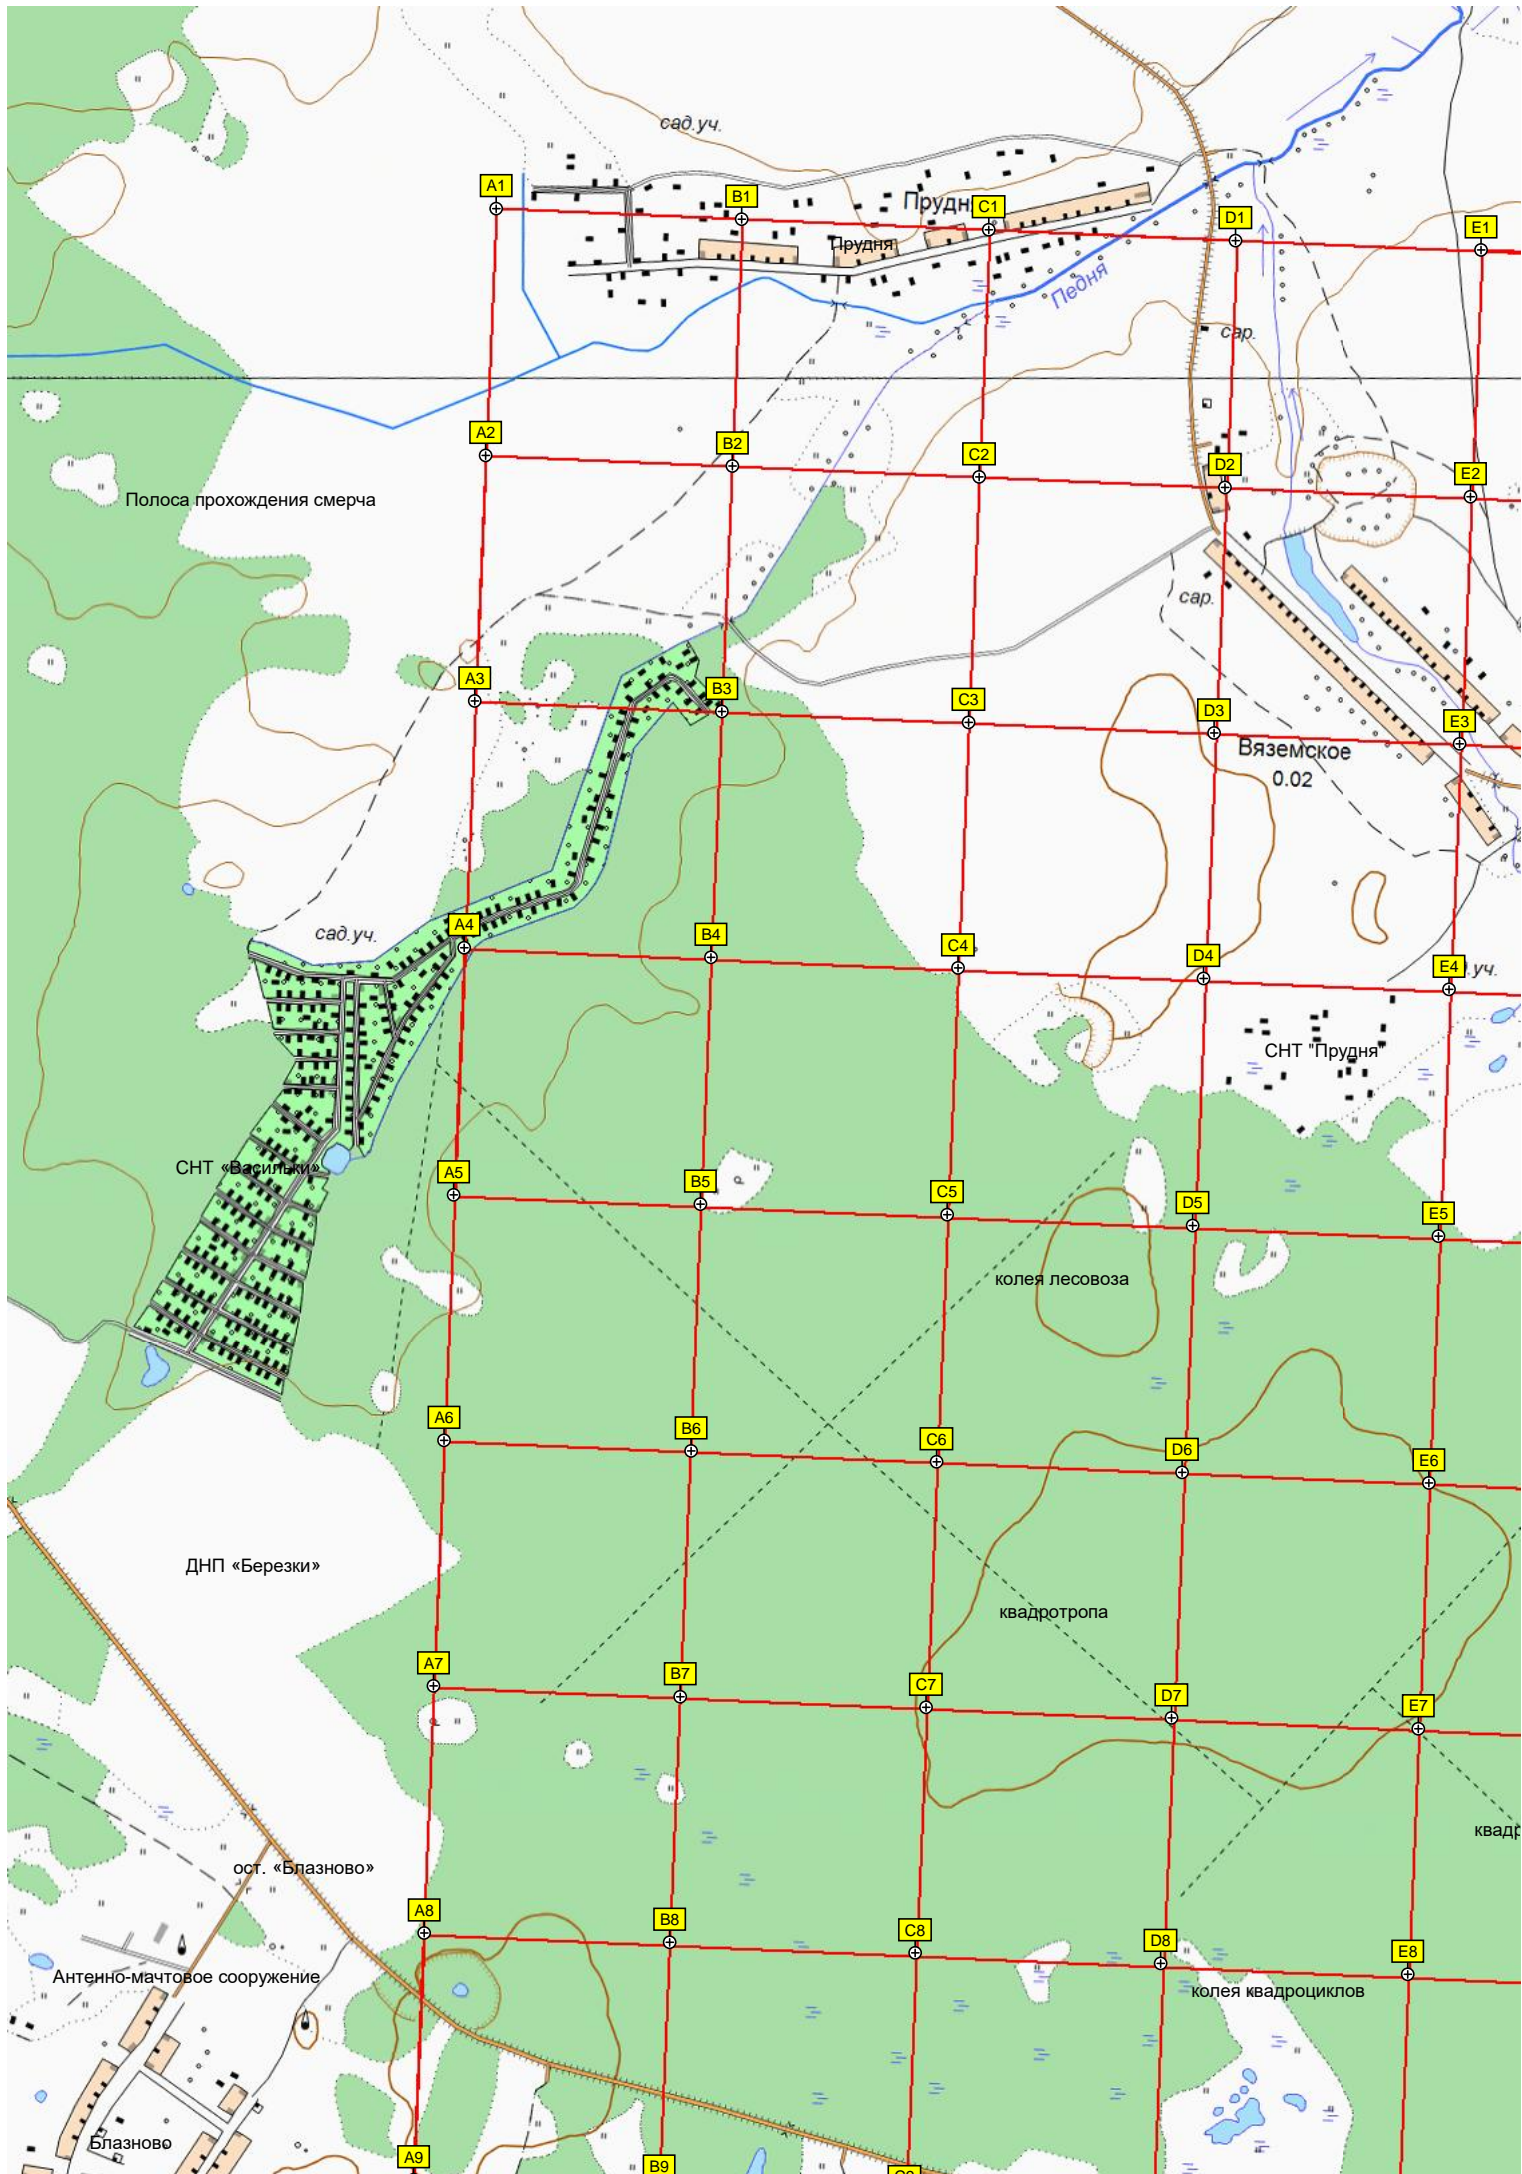 сад.уч.
A1
B1
Прудн
C1
D1
E1
Прудня
Педня
сар.
A2
B2
C2
D2
E2
Полоса прохождения смерча
сар.
A3
B3
C3
D3
E3
Вяземское
0.02
A4
сад.уч.
B4
C4
D4
E4
.уч.
СНТ "Прудня"
СНТ «Васильки»
A5
B5
C5
D5
E5
колея лесовоза
A6
B6
C6
D6
E6
ДНП «Березки»
квадротропа
A7
B7
C7
D7
E7
квадр
ост. «Блазново»
A8
B8
C8
D8
E8
Антенно-мачтовое сооружение
колея квадроциклов
Блазново
A9
B9